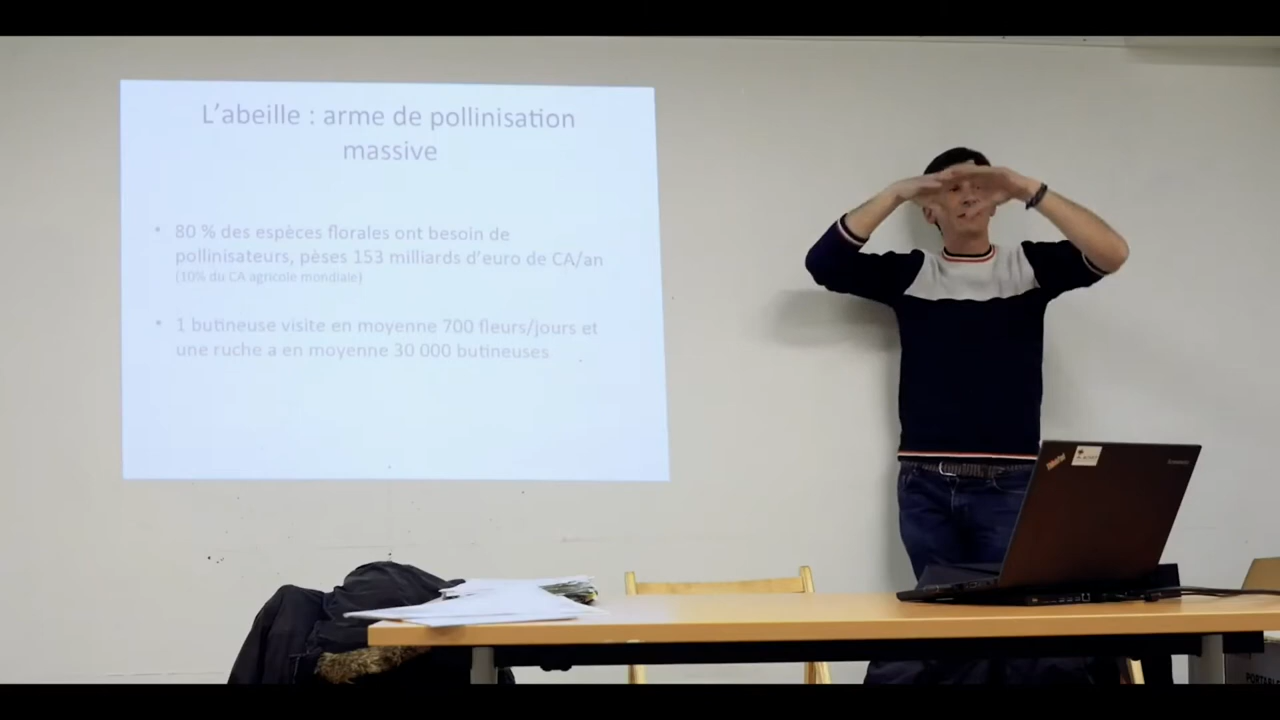 L'abeille : arme de pollinisation
massive
• 80 % des espèces florales ont besoin de
pollinisateurs, pèses 153 milliards d'euro de CA/an
(10% du CA agricole mondiale)
• 1 butineuse visite en moyenne 700 fleurs/jours et
une ruche a en moyenne 30 000 butineuses
ThinkPad